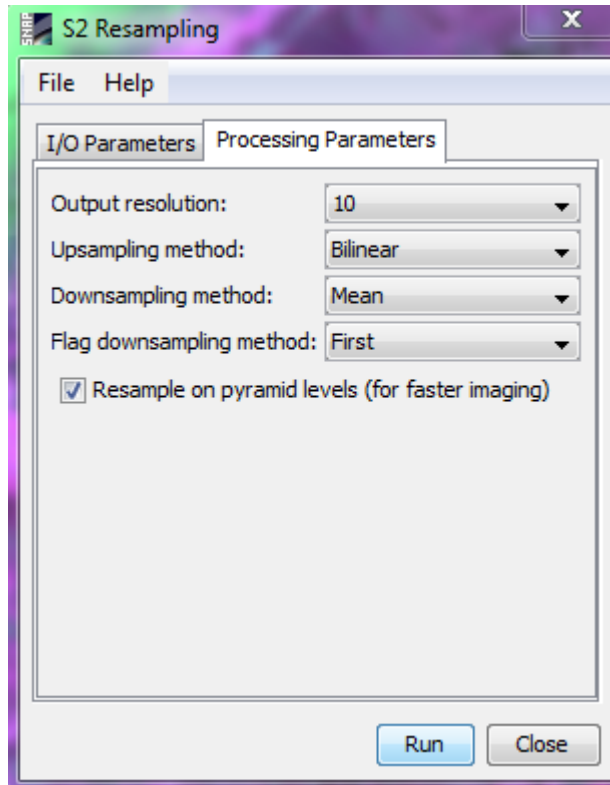 SNAP S2 Resampling X
File Help
I/O Parameters Processing Parameters
Output resolution: 10
Upsampling method: Bilinear
Downsampling method: Mean
Flag downsampling method: First
Resample on pyramid levels (for faster imaging)
Run Close